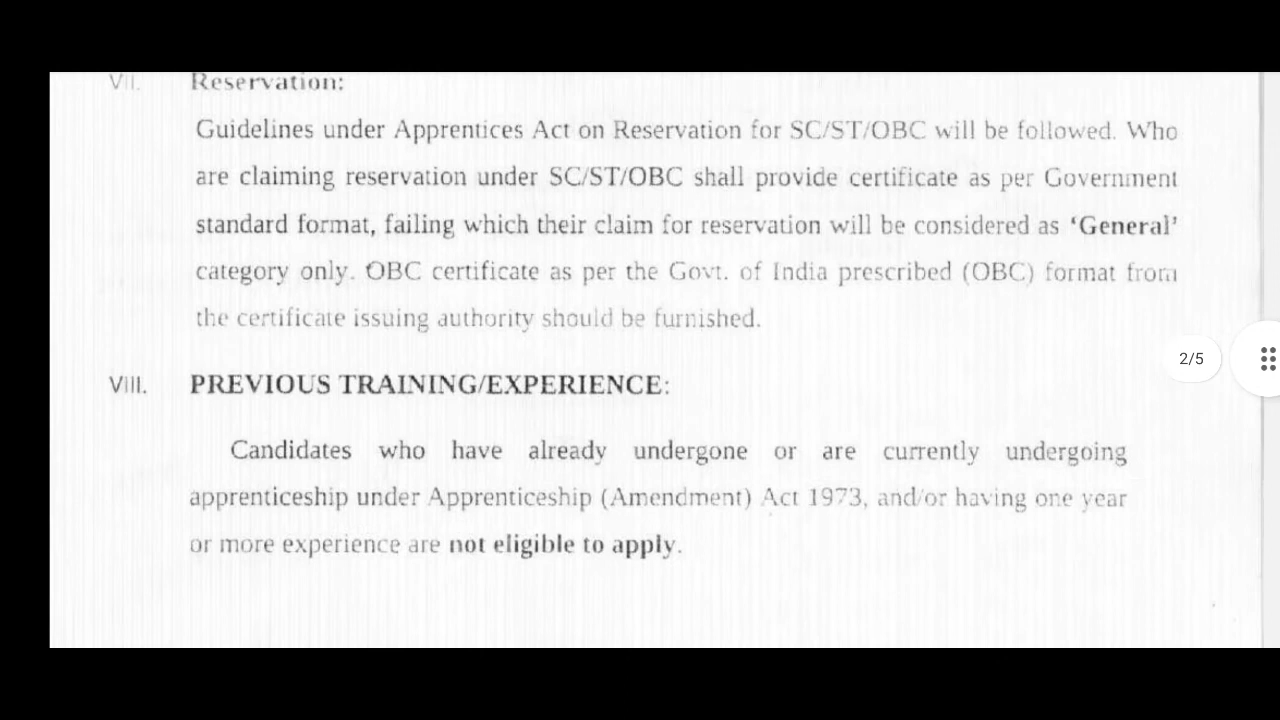 VII. Reservation:
Guidelines under Apprentices Act on Reservation for SC/ST/OBC will be followed. Who
are claiming reservation under SC/ST/OBC shall provide certificate as per Government
standard format, failing which their claim for reservation will be considered as ‘General’
category only. OBC certificate as per the Govt. of India prescribed (OBC) format from
the certificate issuing authority should be furnished.
2/5
VIII. PREVIOUS TRAINING/EXPERIENCE:
Candidates who have already undergone or are currently undergoing
apprenticeship under Apprenticeship (Amendment) Act 1973, and/or having one year
or more experience are not eligible to apply.